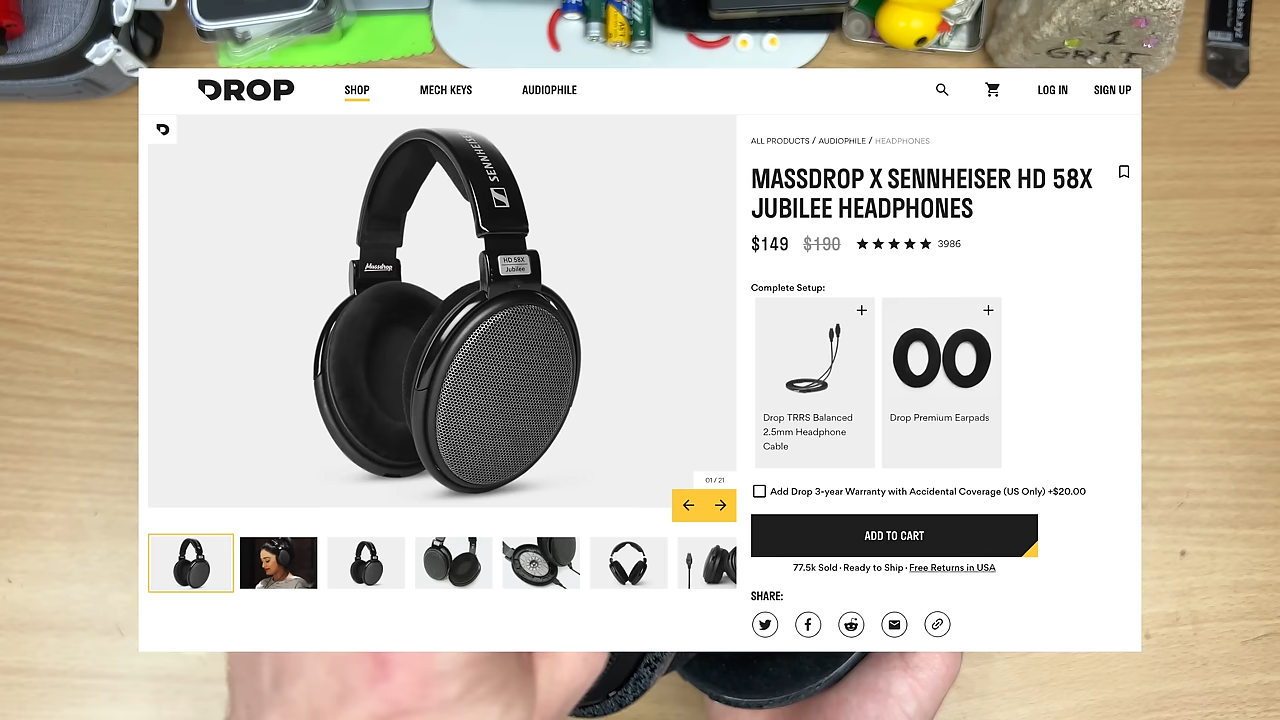 1
GRIT
DROP
SHOP
MECH KEYS
AUDIOPHILE
LOG IN
SIGN UP
SENNHEISER
Massdrop
HD 58X
Jubilee
01 / 21
ALL PRODUCTS / AUDIOPHILE / HEADPHONES
MASSDROP X SENNHEISER HD 58X
JUBILEE HEADPHONES
$149 $190 3986
Complete Setup:
Drop TRRS Balanced
2.5mm Headphone
Cable
Drop Premium Earpads
Add Drop 3-year Warranty with Accidental Coverage (US Only) +$20.00
ADD TO CART
77.5k Sold · Ready to Ship · Free Returns in USA
SHARE: